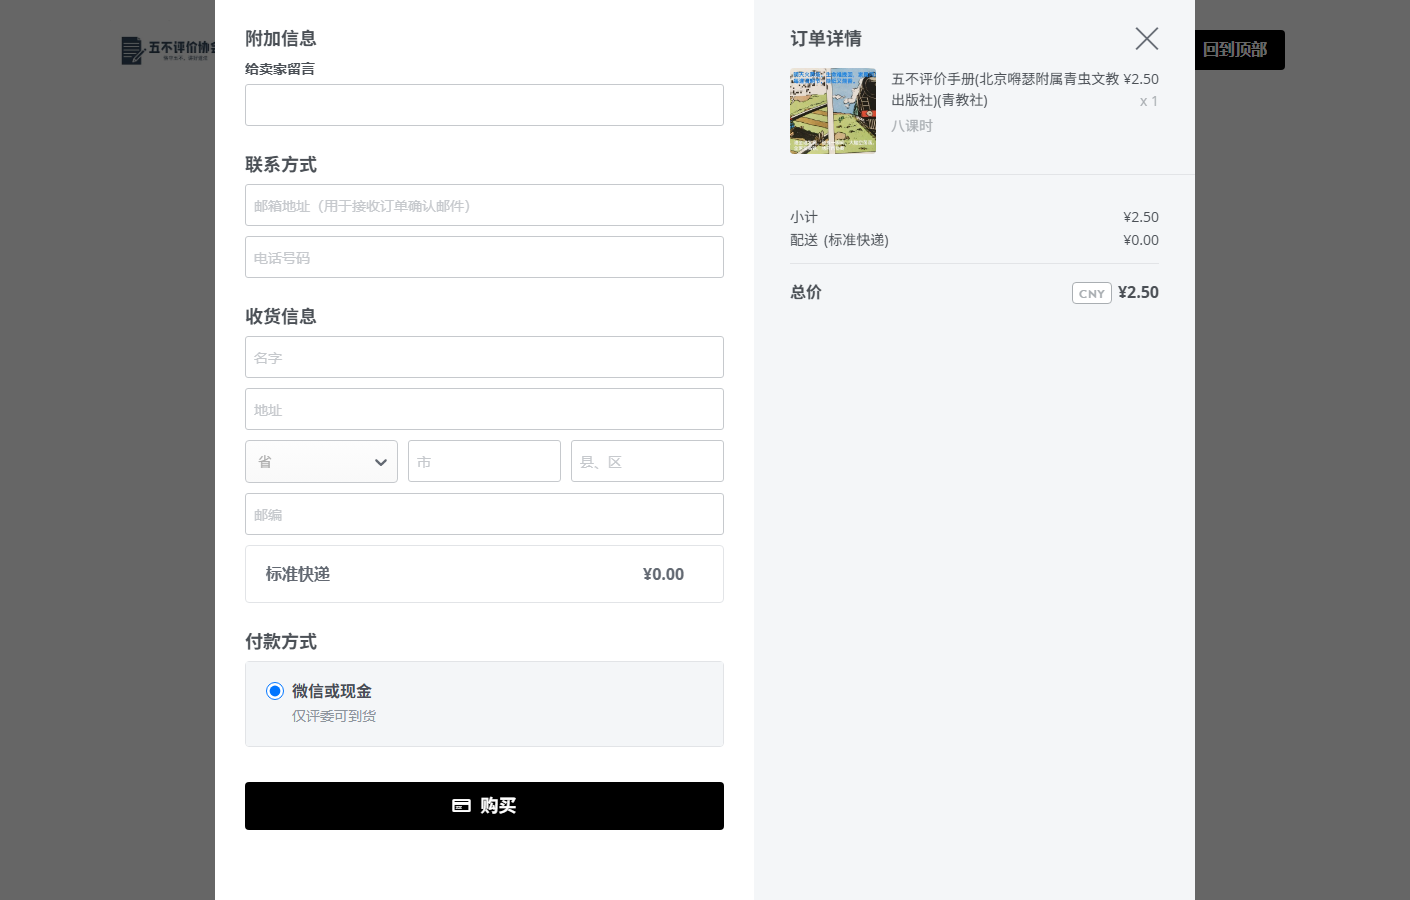 五不评价协会
回到顶部
附加信息
给卖家留言
联系方式
邮箱地址（用于接收订单确认邮件）
电话号码
收货信息
名字
地址
省
市
县、区
邮编
标准快递 ¥0.00
付款方式
微信或现金
仅评委可到货
购买
订单详情
五不评价手册(北京嘚瑟附属青虫文教 ¥2.50
出版社)(青教社) x 1
八课时
小计 ¥2.50
配送 (标准快递) ¥0.00
总价 CNY ¥2.50